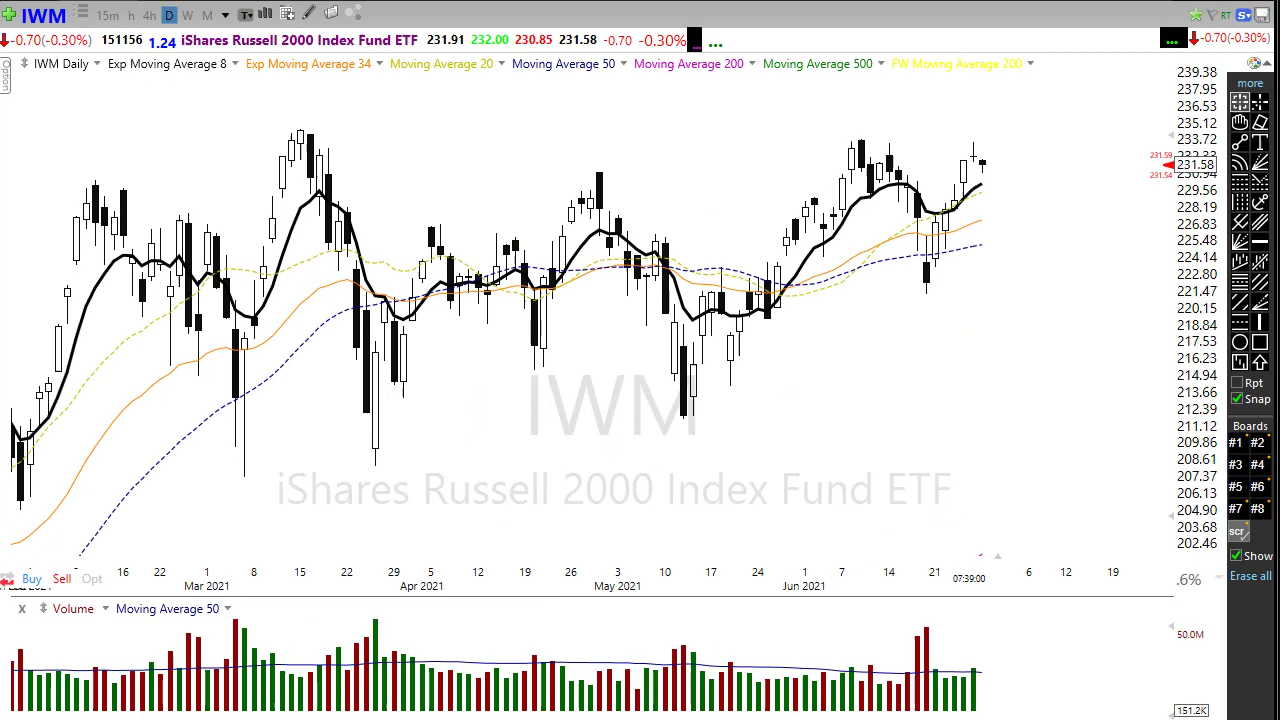 IWM 15m h 4h D W M T RT S
-0.70(-0.30%) 151156 1.24 iShares Russell 2000 Index Fund ETF 231.91 232.00 230.85 231.58 -0.70 -0.30% ... ... -0.70(-0.30%)
Option
IWM Daily Exp Moving Average 8 Exp Moving Average 34 Moving Average 20 Moving Average 50 Moving Average 200 Moving Average 500 FW Moving Average 200
239.38
237.95
236.53
235.12
233.72
231.59
231.58
231.54
229.56
228.19
226.83
225.48
224.14
222.80
221.47
220.15
218.84
217.53
216.23
214.94
213.66
212.39
211.12
209.86
208.61
207.37
206.13
204.90
203.68
202.46
IWM
iShares Russell 2000 Index Fund ETF
16 22 1 8 15 22 29 5 12 19 26 3 10 17 24 1 7 14 21 07:39:00 6 12 19
Mar 2021 April 2021 May 2021 Jun 2021
Buy Sell Opt
.6%
X Volume Moving Average 50
50.0M
151.2K
more
T
Rpt
Snap
Boards
#1 #2
#3 #4
#5 #6
#7 #8
scr
Show
Erase all